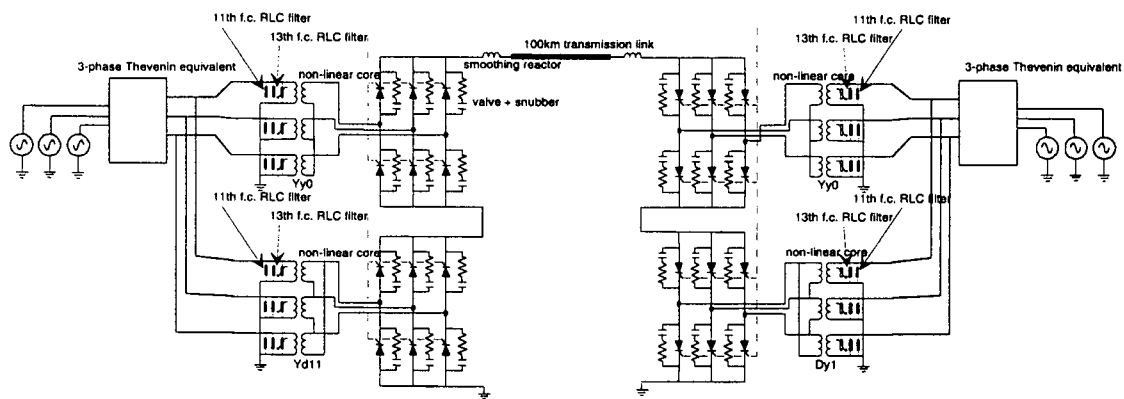 11th f.c. RLC filter
13th f.c. RLC filter
3-phase Thevenin equivalent
non-linear core
smoothing reactor
100km transmission link
valve + snubber
Yy0
11th f.c. RLC filter
13th f.c. RLC filter
non-linear core
3-phase Thevenin equivalent
Yy0
11th f.c. RLC filter
13th f.c. RLC filter
non-linear core
Yd11
11th f.c. RLC filter
13th f.c. RLC filter
non-linear core
Dy1